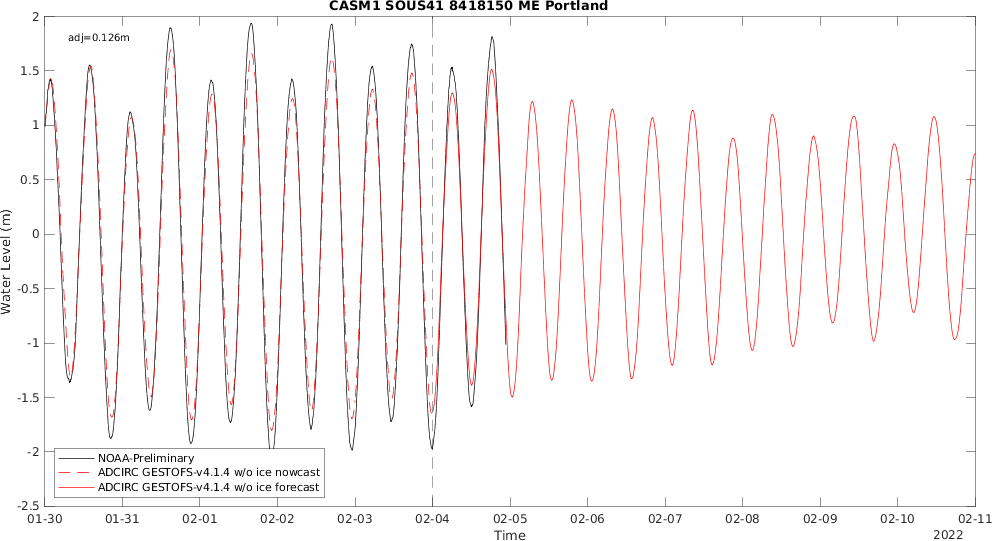 CASM1 SOUS41 8418150 ME Portland
adj=0.126m
2
1.5
1
0.5
0
-0.5
-1
-1.5
-2
-2.5
Water Level (m)
NOAA-Preliminary
ADCIRC GESTOFS-v4.1.4 w/o ice nowcast
ADCIRC GESTOFS-v4.1.4 w/o ice forecast
01-30 01-31 02-01 02-02 02-03 02-04 02-05 02-06 02-07 02-08 02-09 02-10 02-11
Time
2022